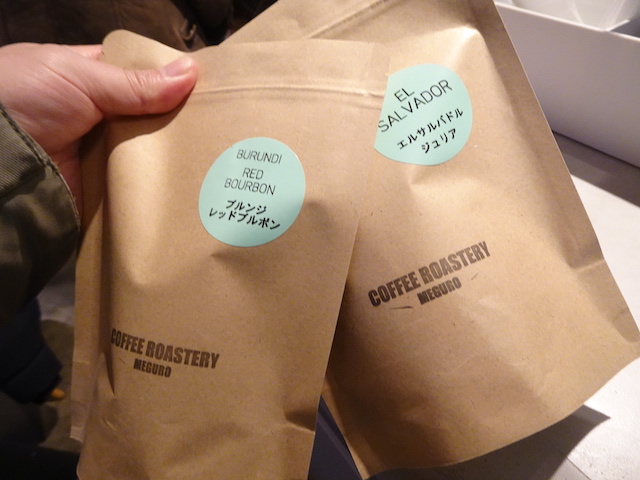 BURUNDI
RED
BOURBON
ブルンジ
レッドブルボン
COFFEE ROASTERY
MEGURO
EL
SALVADOR
エルサルバドル
ジュリア
COFFEE ROASTERY
MEGURO